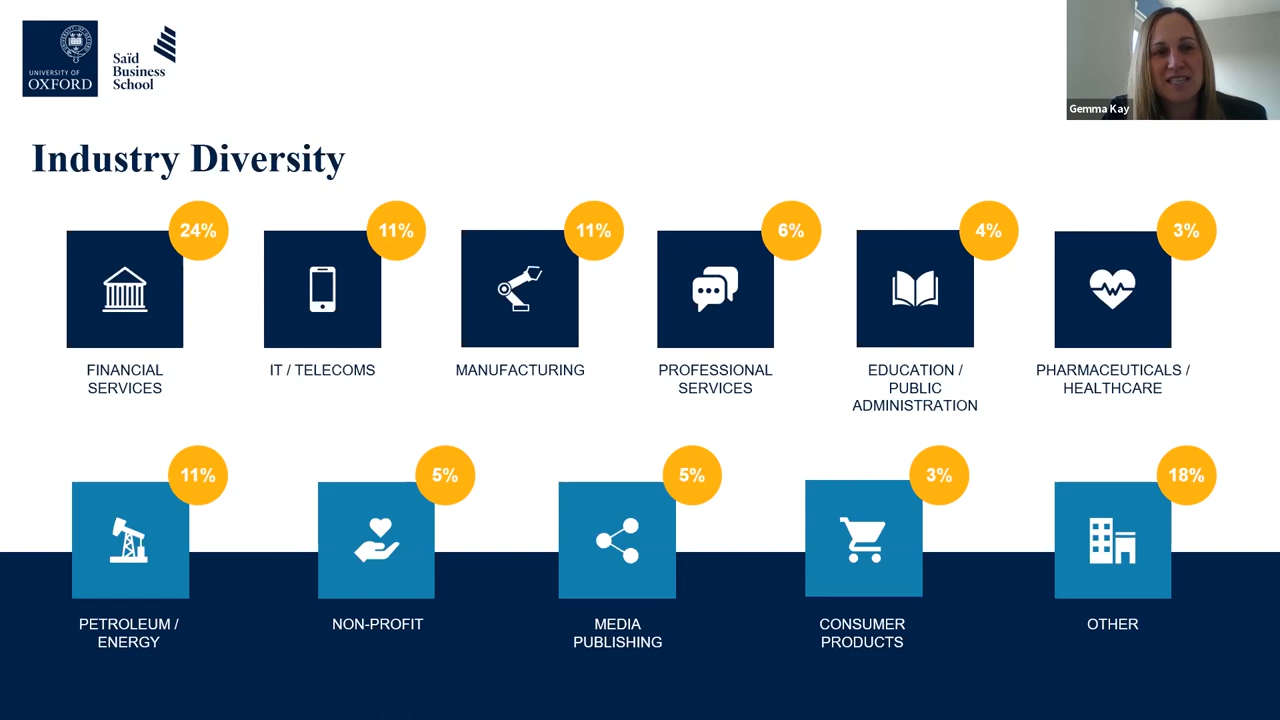 UNIVERSITY OF
OXFORD
Saïd
Business
School
Gemma Kay
Industry Diversity
24%
11%
11%
6%
4%
3%
FINANCIAL
SERVICES
IT / TELECOMS
MANUFACTURING
PROFESSIONAL
SERVICES
EDUCATION /
PUBLIC
ADMINISTRATION
PHARMACEUTICALS /
HEALTHCARE
11%
5%
5%
3%
18%
PETROLEUM /
ENERGY
NON-PROFIT
MEDIA
PUBLISHING
CONSUMER
PRODUCTS
OTHER